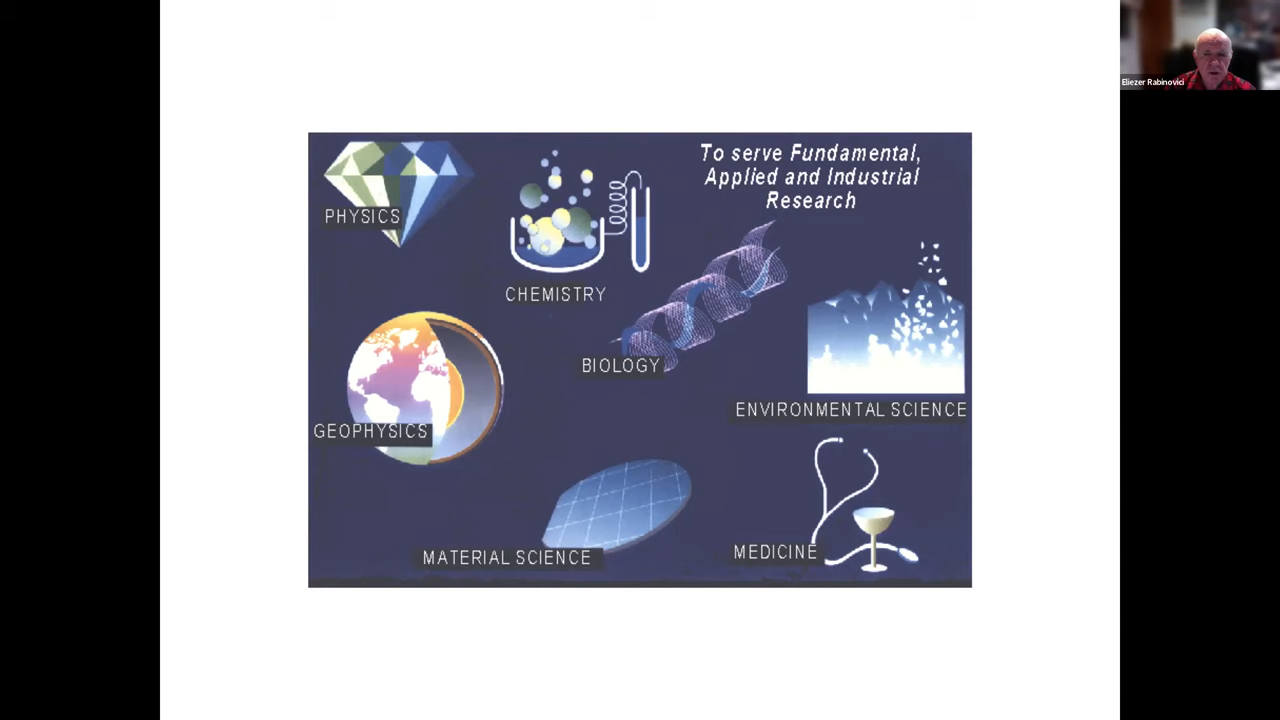 Eliezer Rabinovici
To serve Fundamental,
Applied and Industrial
Research
PHYSICS
CHEMISTRY
BIOLOGY
ENVIRONMENTAL SCIENCE
GEOPHYSICS
MATERIAL SCIENCE
MEDICINE